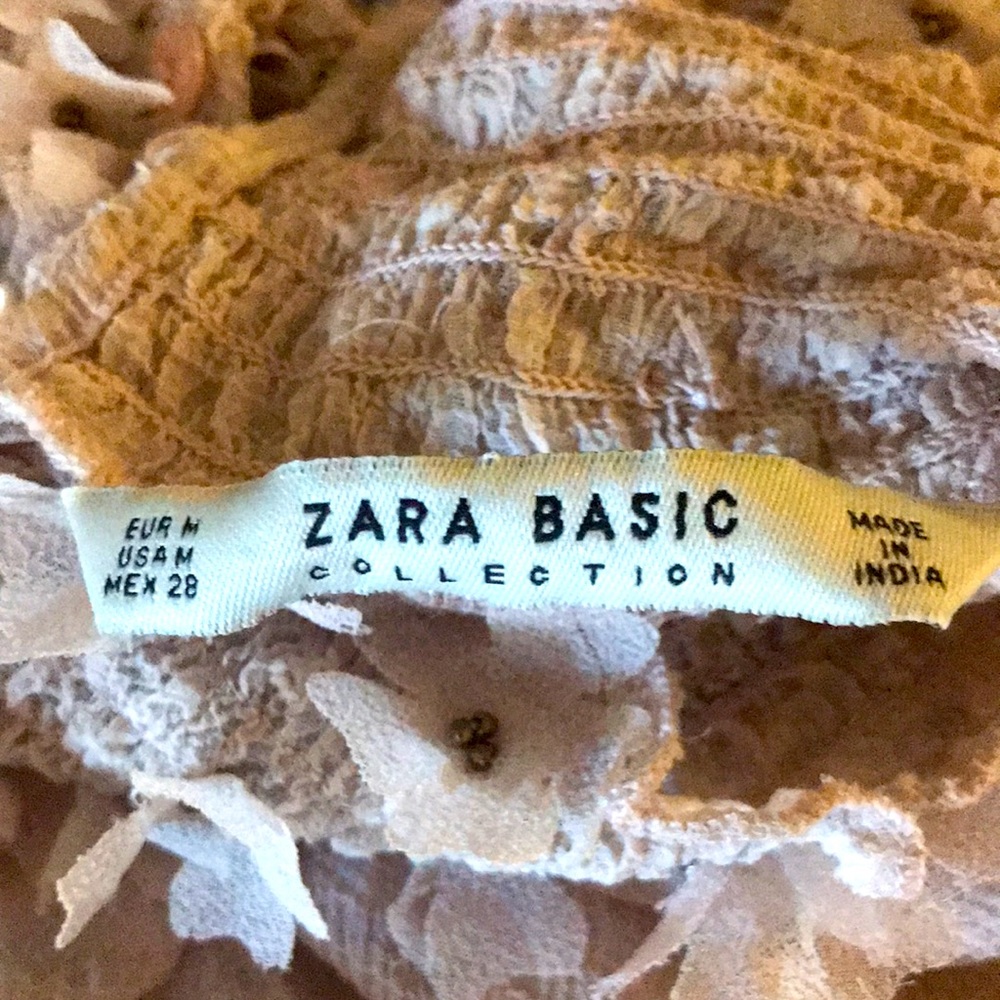 EUR M
USA M
MEX 28
ZARA BASIC
COLLECTION
MADE
IN
INDIA